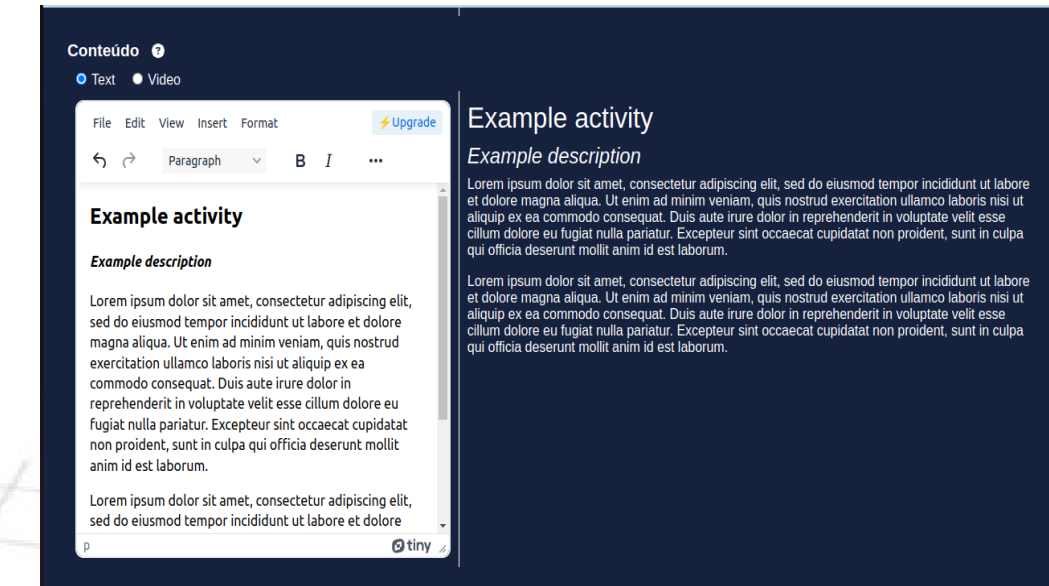 Conteúdo ?
Text Video
File Edit View Insert Format ⚡Upgrade
Paragraph B I ...
Example activity
Example description
Lorem ipsum dolor sit amet, consectetur adipiscing elit,
sed do eiusmod tempor incididunt ut labore et dolore
magna aliqua. Ut enim ad minim veniam, quis nostrud
exercitation ullamco laboris nisi ut aliquip ex ea
commodo consequat. Duis aute irure dolor in
reprehenderit in voluptate velit esse cillum dolore eu
fugiat nulla pariatur. Excepteur sint occaecat cupidatat
non proident, sunt in culpa qui officia deserunt mollit
anim id est laborum.
Lorem ipsum dolor sit amet, consectetur adipiscing elit,
sed do eiusmod tempor incididunt ut labore et dolore
p tiny
Example activity
Example description
Lorem ipsum dolor sit amet, consectetur adipiscing elit, sed do eiusmod tempor incididunt ut labore
et dolore magna aliqua. Ut enim ad minim veniam, quis nostrud exercitation ullamco laboris nisi ut
aliquip ex ea commodo consequat. Duis aute irure dolor in reprehenderit in voluptate velit esse
cillum dolore eu fugiat nulla pariatur. Excepteur sint occaecat cupidatat non proident, sunt in culpa
qui officia deserunt mollit anim id est laborum.
Lorem ipsum dolor sit amet, consectetur adipiscing elit, sed do eiusmod tempor incididunt ut labore
et dolore magna aliqua. Ut enim ad minim veniam, quis nostrud exercitation ullamco laboris nisi ut
aliquip ex ea commodo consequat. Duis aute irure dolor in reprehenderit in voluptate velit esse
cillum dolore eu fugiat nulla pariatur. Excepteur sint occaecat cupidatat non proident, sunt in culpa
qui officia deserunt mollit anim id est laborum.